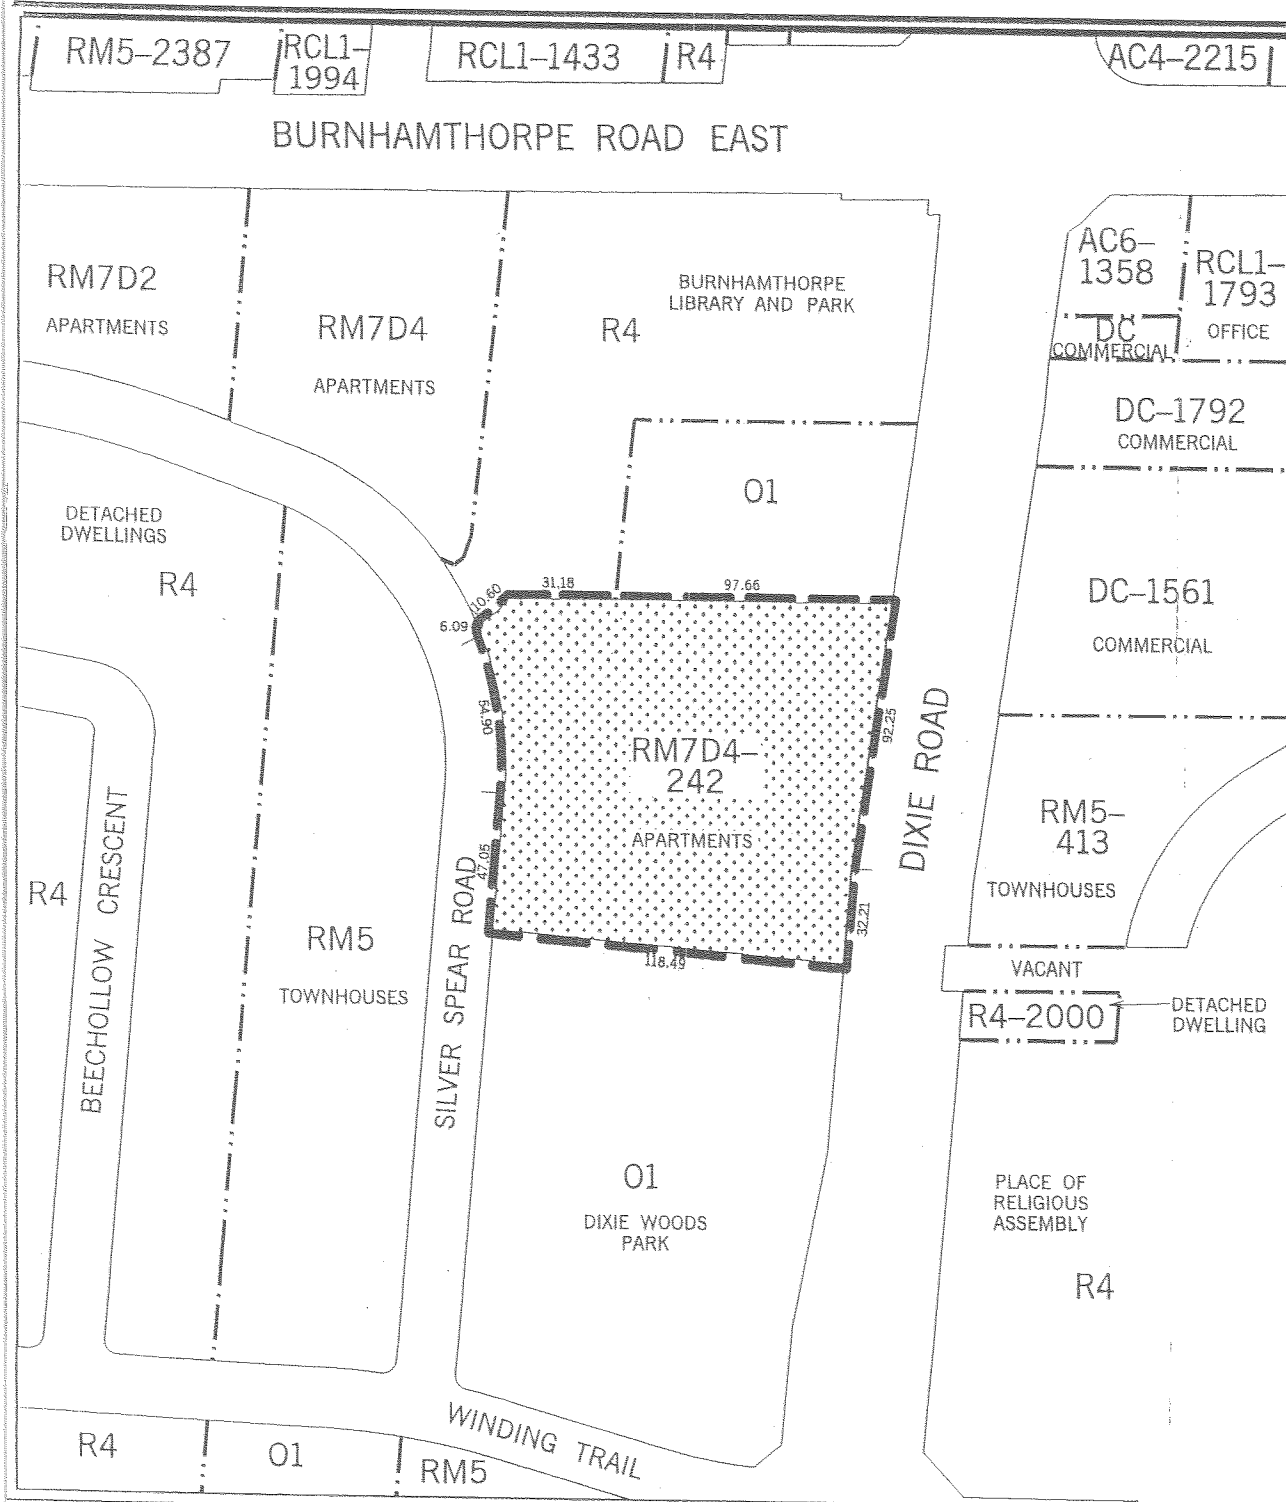 RM5–2387
RCL1–
1994
RCL1–1433
R4
AC4–2215
BURNHAMTHORPE ROAD EAST
RM7D2
APARTMENTS
RM7D4
APARTMENTS
R4
BURNHAMTHORPE
LIBRARY AND PARK
AC6–
1358
RCL1–
1793
OFFICE
DC
COMMERCIAL
DC–1792
COMMERCIAL
O1
DETACHED
DWELLINGS
R4
DC–1561
COMMERCIAL
31.18
97.66
10.60
6.09
54.90
92.25
RM7D4–
242
APARTMENTS
47.05
32.21
118.49
DIXIE ROAD
RM5–
413
TOWNHOUSES
VACANT
R4–2000
DETACHED
DWELLING
R4
BEECHOLLOW CRESCENT
RM5
TOWNHOUSES
SILVER SPEAR ROAD
O1
DIXIE WOODS
PARK
PLACE OF
RELIGIOUS
ASSEMBLY
R4
WINDING TRAIL
R4
O1
RM5